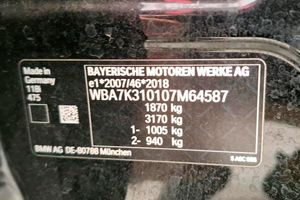 BAYERISCHE MOTOREN WERKE AG
e1*2007/46*2018
WBA7K310107M64587
1870 kg
3170 kg
1- 1005 kg
2- 940 kg
Made in
Germany
118i
475
BMW AG DE-80788 München